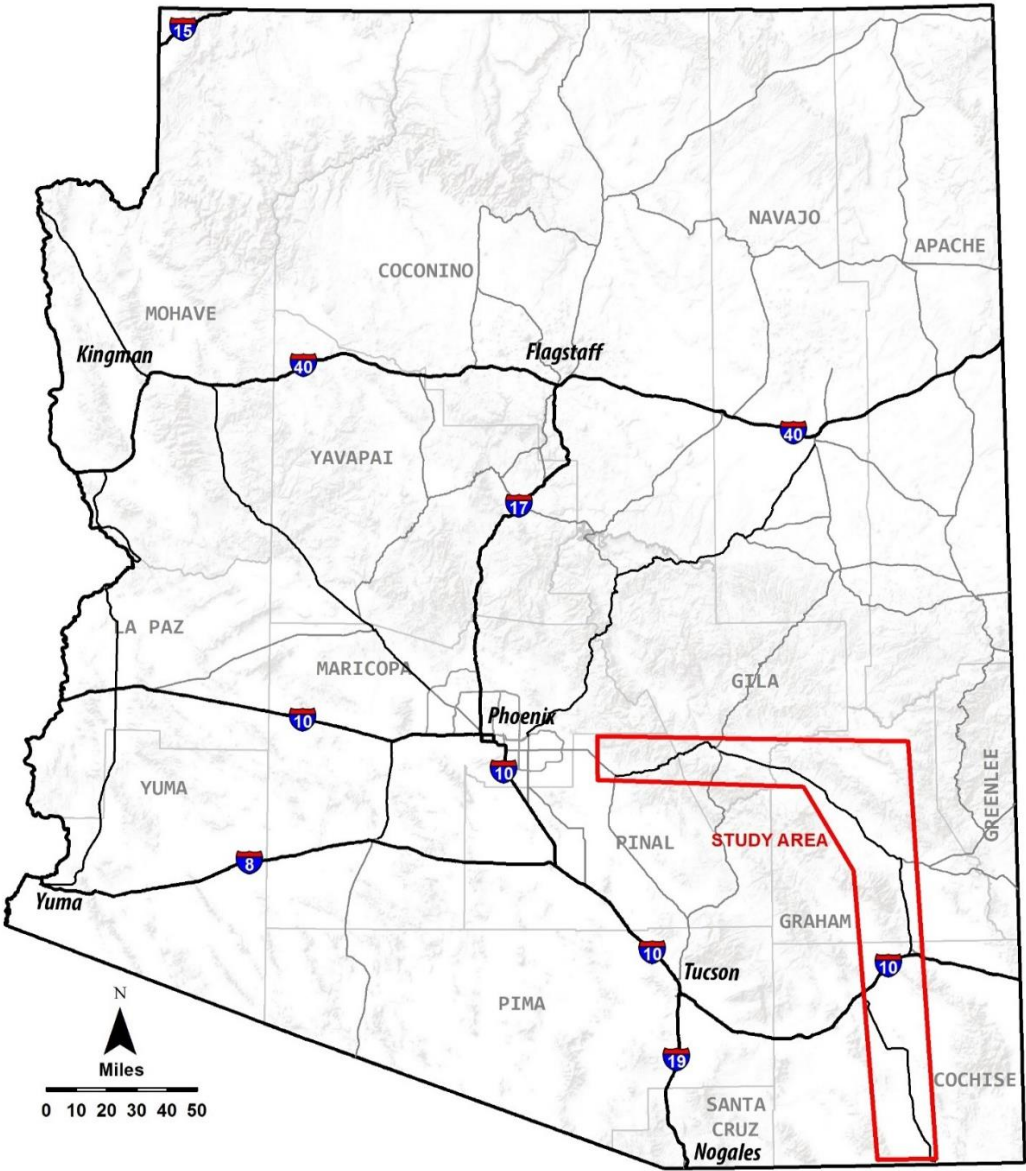 15
NAVAJO
APACHE
COCONINO
MOHAVE
Kingman
Flagstaff
40
40
YAVAPAI
17
LA PAZ
MARICOPA
GILA
10
Phoenix
10
YUMA
GREENLEE
PINAL
STUDY AREA
8
Yuma
GRAHAM
10
10
Tucson
PIMA
N
Miles
0 10 20 30 40 50
19
COCHISE
SANTA
CRUZ
Nogales